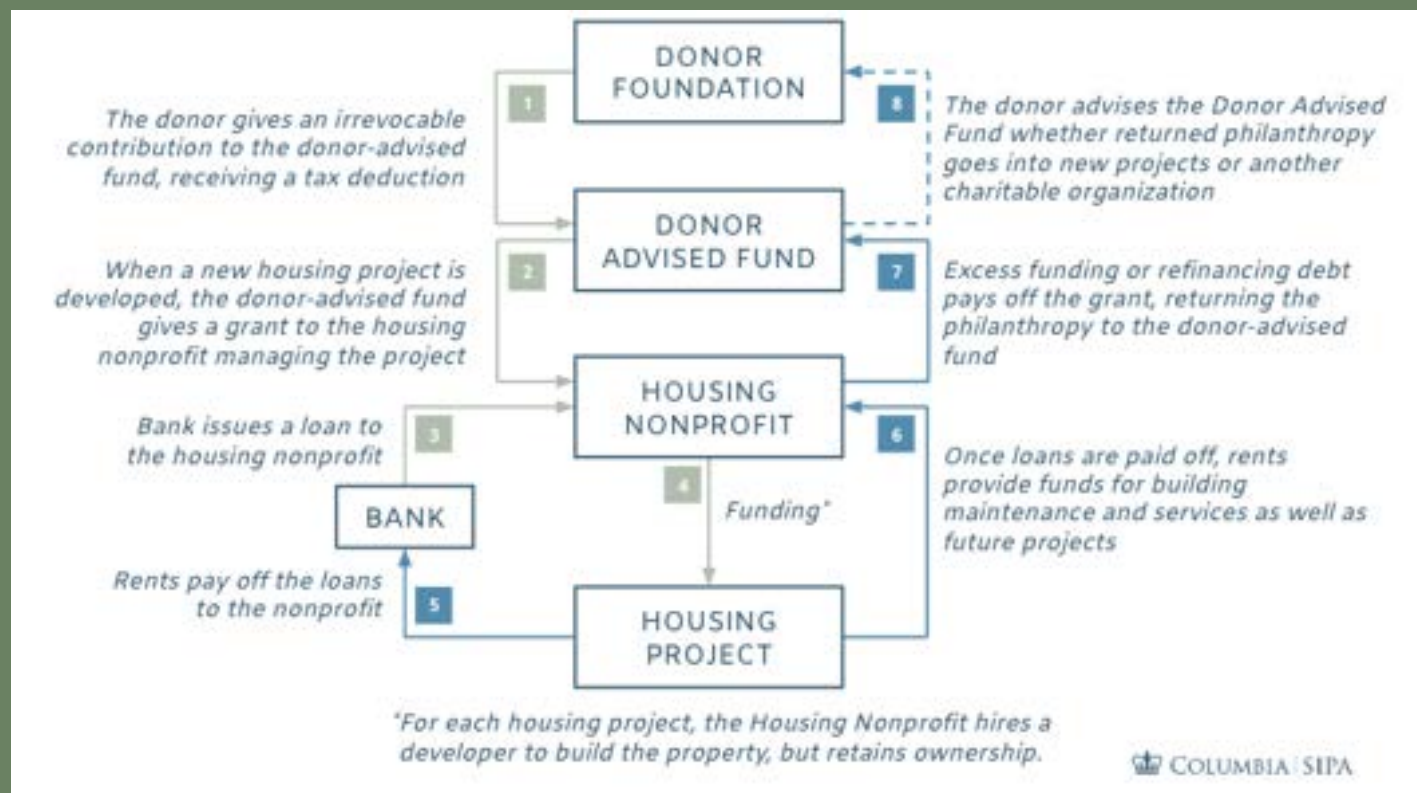 DONOR
FOUNDATION
1
The donor gives an irrevocable
contribution to the donor-advised
fund, receiving a tax deduction
8
The donor advises the Donor Advised
Fund whether returned philanthropy
goes into new projects or another
charitable organization
DONOR
ADVISED FUND
2
When a new housing project is
developed, the donor-advised fund
gives a grant to the housing
nonprofit managing the project
7
Excess funding or refinancing debt
pays off the grant, returning the
philanthropy to the donor-advised
fund
HOUSING
NONPROFIT
3
Bank issues a loan to
the housing nonprofit
6
Once loans are paid off, rents
provide funds for building
maintenance and services as well as
future projects
4
Funding*
BANK
Rents pay off the loans
to the nonprofit
5
HOUSING
PROJECT
*For each housing project, the Housing Nonprofit hires a
developer to build the property, but retains ownership.
COLUMBIA | SIPA